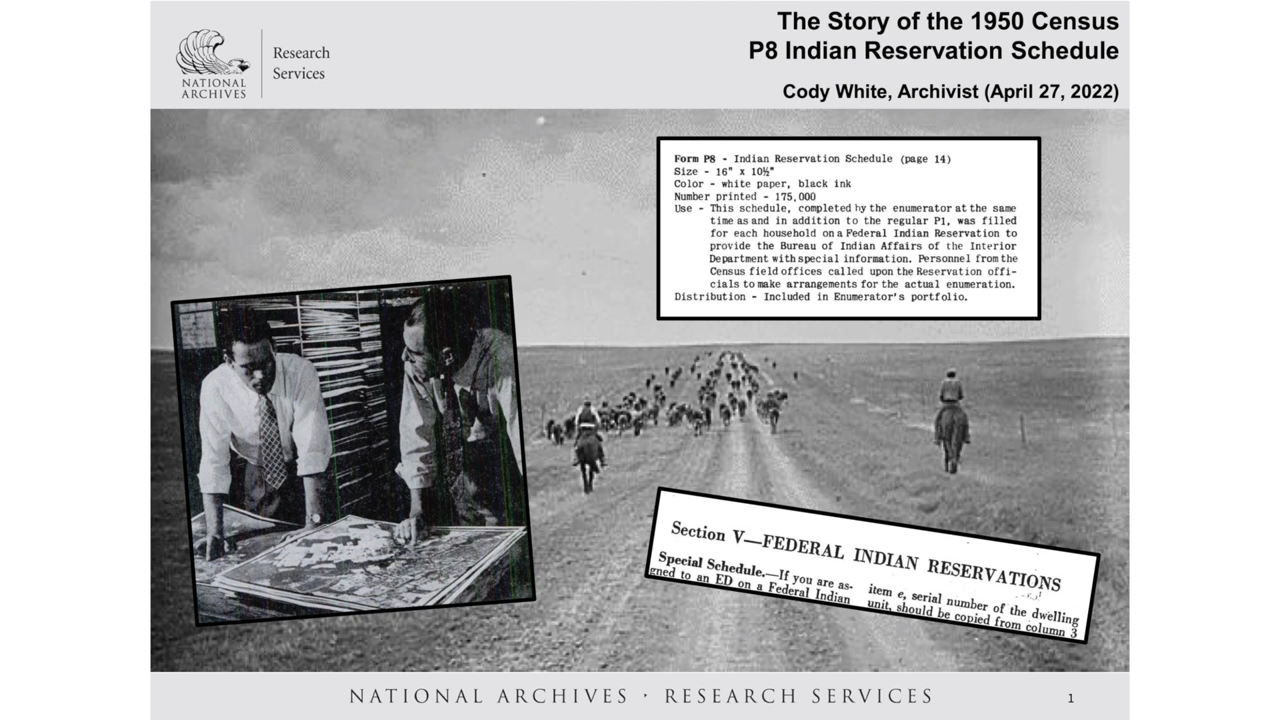 The Story of the 1950 Census
P8 Indian Reservation Schedule
Cody White, Archivist (April 27, 2022)
NATIONAL
ARCHIVES
Research
Services
Form P8 - Indian Reservation Schedule (page 14)
Size - 16" x 10½"
Color - white paper, black ink
Number printed - 175,000
Use - This schedule, completed by the enumerator at the same
time as and in addition to the regular P1, was filled
for each household on a Federal Indian Reservation to
provide the Bureau of Indian Affairs of the Interior
Department with special information. Personnel from the
Census field offices called upon the Reservation offi-
cials to make arrangements for the actual enumeration.
Distribution - Included in Enumerator's portfolio.
Section V—FEDERAL INDIAN RESERVATIONS
Special Schedule.—If you are as-
gned to an ED on a Federal Indian
item e, serial number of the dwelling
unit, should be copied from column 3
NATIONAL ARCHIVES · RESEARCH SERVICES
1